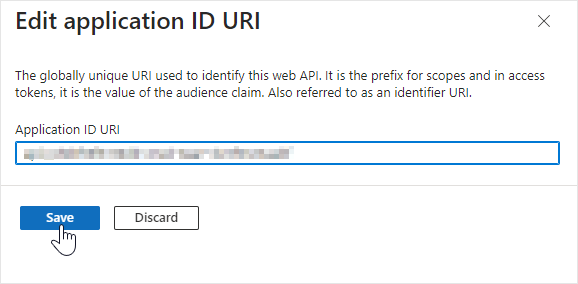 Edit application ID URI
The globally unique URI used to identify this web API. It is the prefix for scopes and in access
tokens, it is the value of the audience claim. Also referred to as an identifier URI.
Application ID URI
Save
Discard